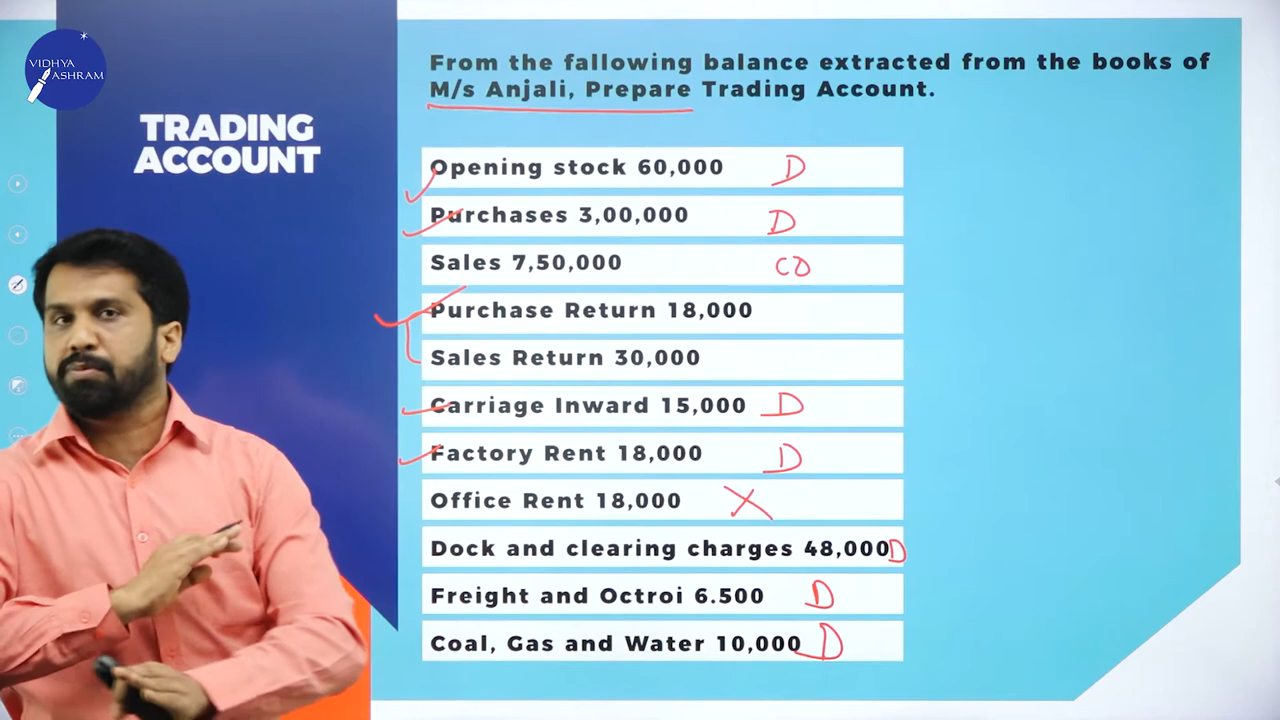 VIDHYA
ASHRAM
TRADING
ACCOUNT
From the fallowing balance extracted from the books of
M/s Anjali, Prepare Trading Account.
Opening stock 60,000 D
Purchases 3,00,000 D
Sales 7,50,000
Purchase Return 18,000
Sales Return 30,000
Carriage Inward 15,000 D
Factory Rent 18,000 D
Office Rent 18,000 X
Dock and clearing charges 48,000 D
Freight and Octroi 6.500 D
Coal, Gas and Water 10,000 D